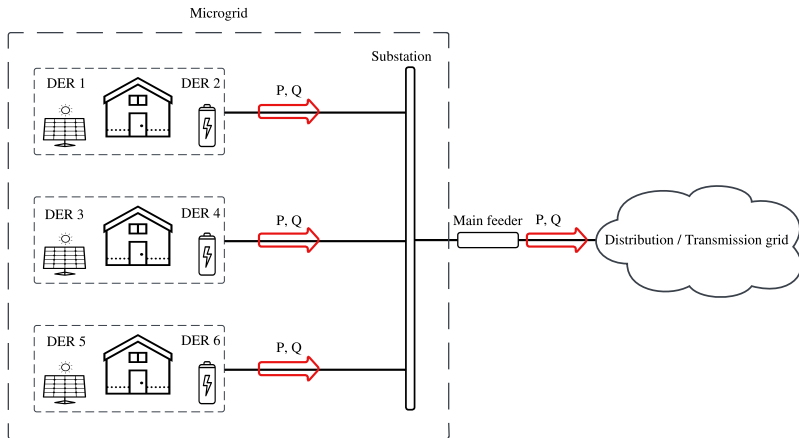 Microgrid
Substation
DER 1
DER 2
P, Q
DER 3
DER 4
P, Q
Main feeder
P, Q
Distribution / Transmission grid
DER 5
DER 6
P, Q